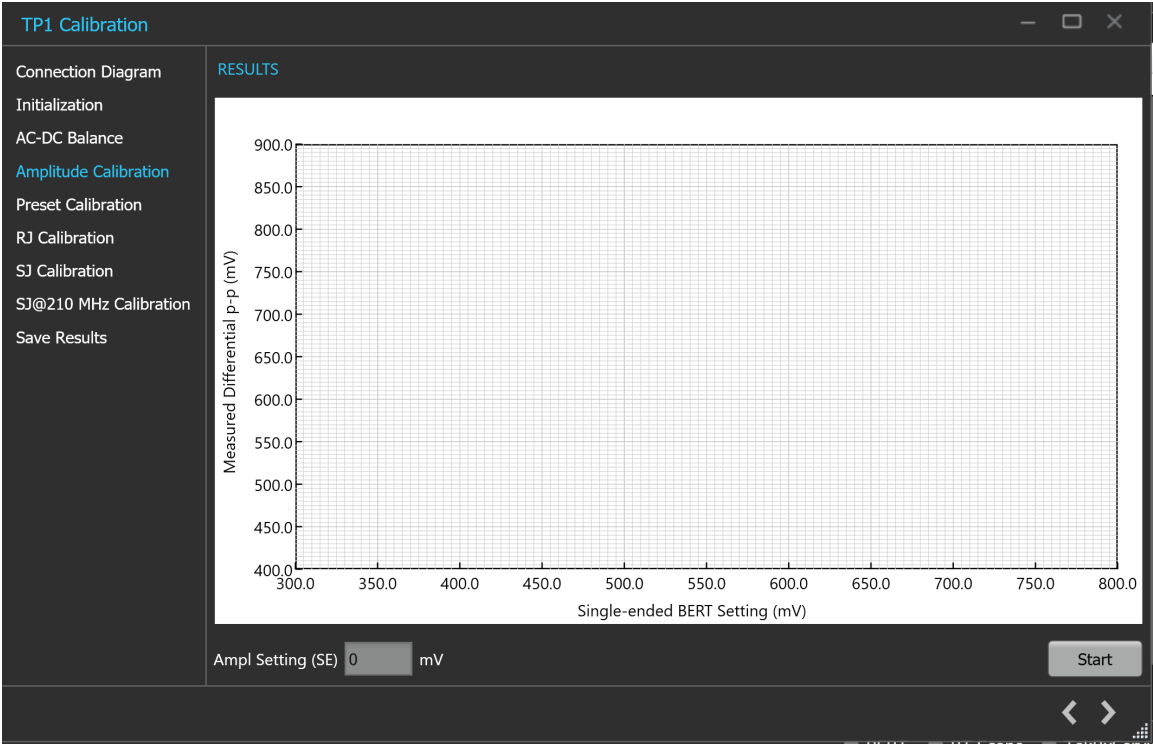 TP1 Calibration
Connection Diagram
Initialization
AC-DC Balance
Amplitude Calibration
Preset Calibration
RJ Calibration
SJ Calibration
SJ@210 MHz Calibration
Save Results
RESULTS
Measured Differential p-p (mV)
900.0
850.0
800.0
750.0
700.0
650.0
600.0
550.0
500.0
450.0
400.0
300.0 350.0 400.0 450.0 500.0 550.0 600.0 650.0 700.0 750.0 800.0
Single-ended BERT Setting (mV)
Ampl Setting (SE) 0 mV
Start